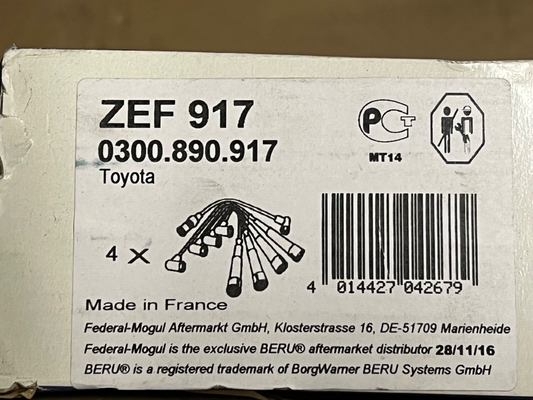 ZEF 917
0300.890.917
Toyota
PCT
MT14
4 X
4 014427 042679
Made in France
Federal-Mogul Aftermarkt GmbH, Klosterstrasse 16, DE-51709 Marienheide
Federal-Mogul is the exclusive BERU® aftermarket distributor 28/11/16
BERU® is a registered trademark of BorgWarner BERU Systems GmbH